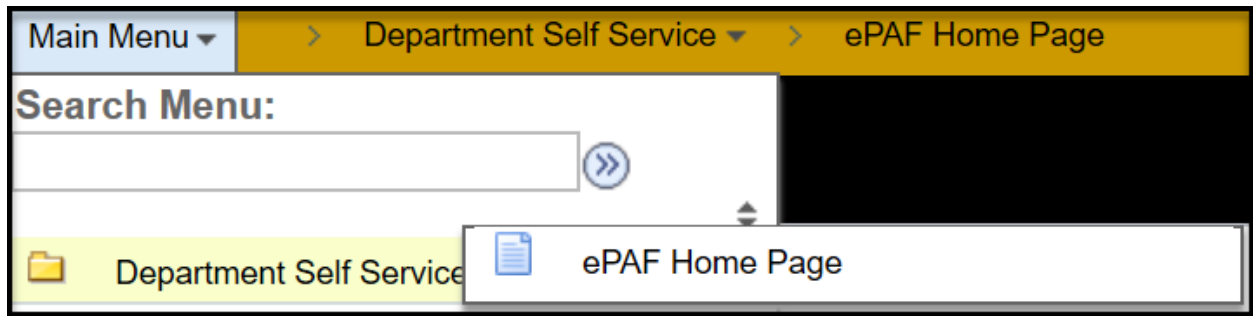 Main Menu > Department Self Service > ePAF Home Page
Search Menu:
Department Self Service ePAF Home Page